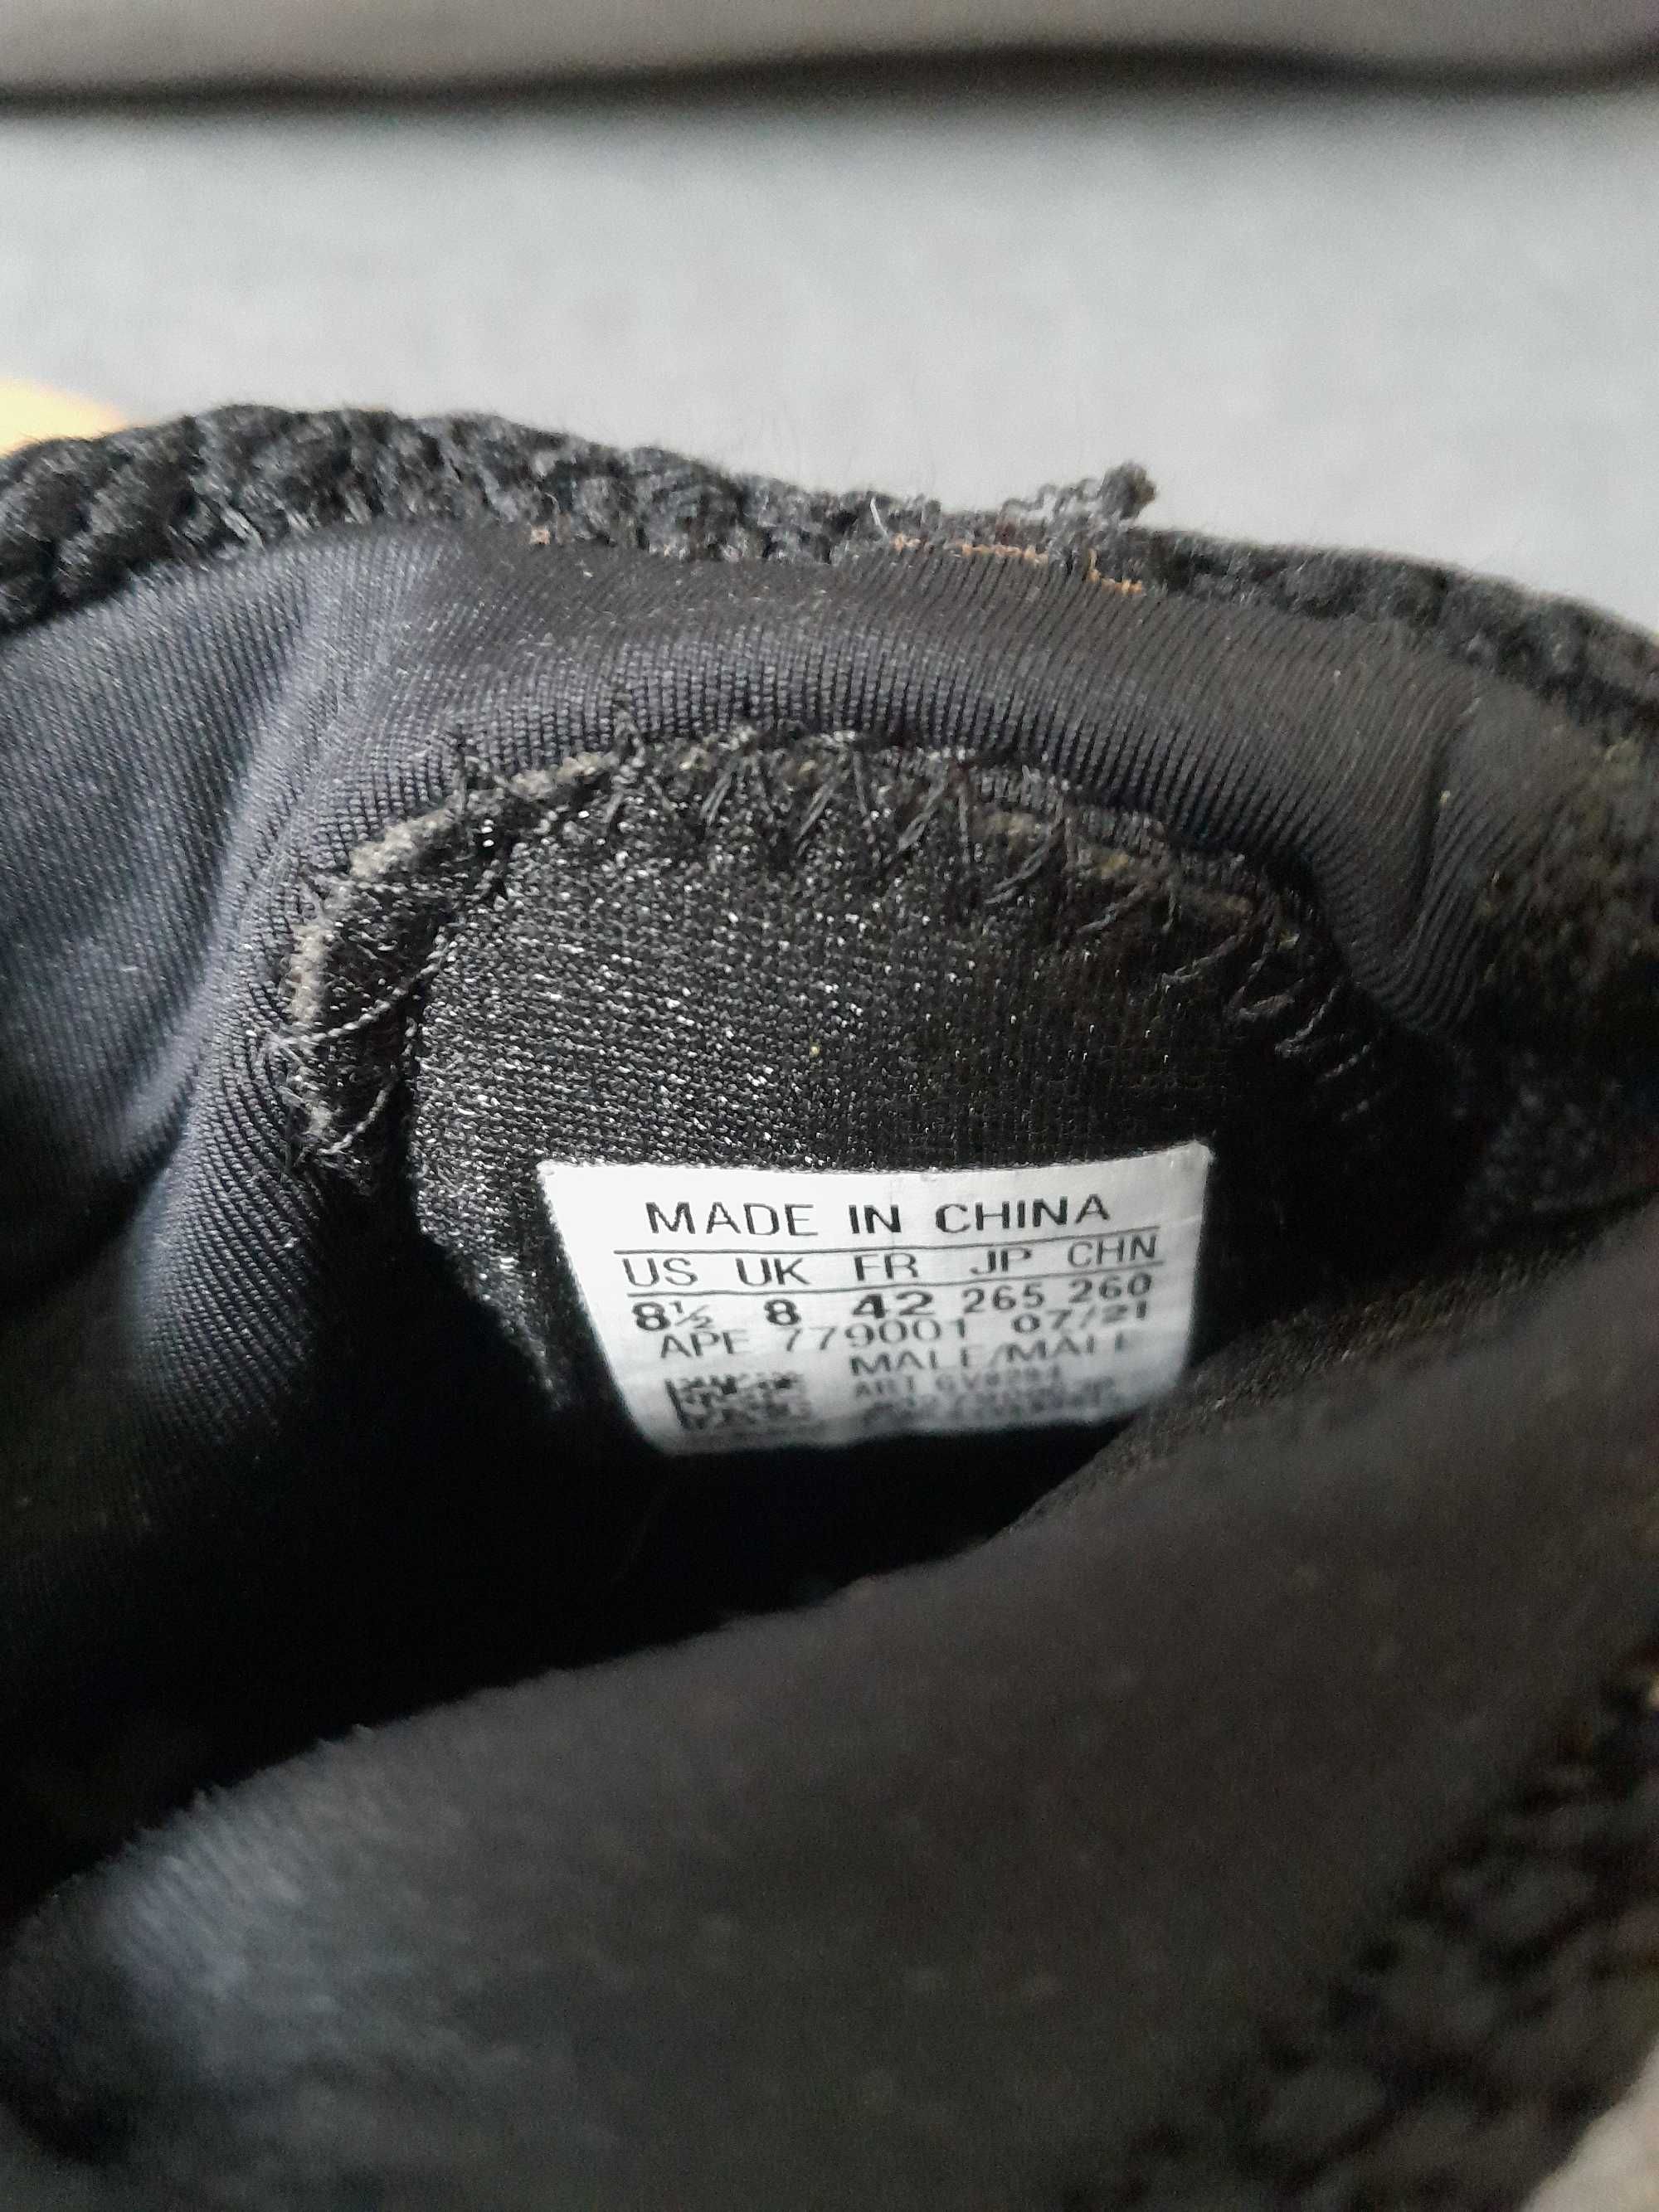 MADE IN CHINA
US UK FR JP CHN
8½ 8 42 265 260
APE 779001 07/21
MALE/MALE
ART